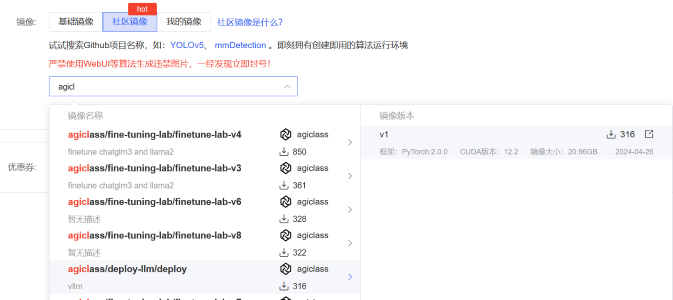 hot
镜像: 基础镜像 社区镜像 我的镜像 社区镜像是什么?
试试搜索Github项目名称，如：YOLOv5、 mmDetection 。即刻拥有创建即用的算法运行环境
严禁使用WebUI等算法生成违禁图片，一经发现立即封号！
agicl
镜像名称
agiclass/fine-tuning-lab/finetune-lab-v4 agiclass
finetune chatglm3 and llama2 850
agiclass/fine-tuning-lab/finetune-lab-v3 agiclass
finetune chatglm3 and llama2 361
agiclass/fine-tuning-lab/finetune-lab-v6 agiclass
暂无描述 328
agiclass/fine-tuning-lab/finetune-lab-v8 agiclass
暂无描述 322
agiclass/deploy-llm/deploy agiclass
vllm 316
镜像版本
v1 316
框架：PyTorch:2.0.0 CUDA版本：12.2 镜像大小：20.96GB 2024-04-26
优惠券: